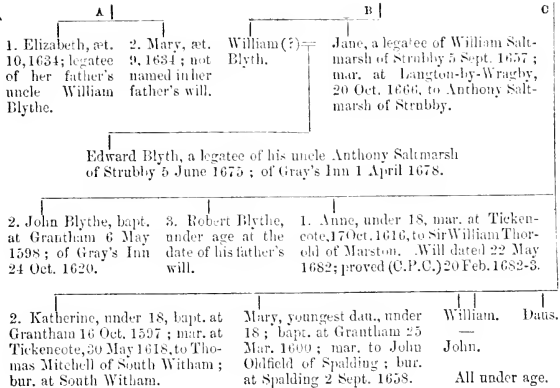 A B C
1. Elizabeth, æt.
10, 1634; legatee
of her father's
uncle William
Blythe.
2. Mary, æt.
9, 1634; not
named in her
father's will.
William (?)
Blyth.
Jane, a legatee of William Salt-
marsh of Strubby 5 Sept. 1657;
mar. at Langton-by-Wragby,
20 Oct. 1666, to Anthony Salt-
marsh of Strubby.
Edward Blyth, a legatee of his uncle Anthony Saltmarsh
of Strubby 5 June 1675; of Gray's Inn 1 April 1678.
2. John Blythe, bapt.
at Grantham 6 May
1598; of Gray's Inn
24 Oct. 1620.
3. Robert Blythe,
under age at the
date of his father's
will.
1. Anne, under 18, mar. at Ticken-
cote, 17 Oct. 1616, to Sir William Thor-
old of Marston. Will dated 22 May
1682; proved (C.P.C.) 20 Feb. 1682-3.
2. Katherine, under 18, bapt. at
Grantham 16 Oct. 1597; mar. at
Tickencote, 30 May 1618, to Tho-
mas Mitchell of South Witham;
bur. at South Witham.
Mary, youngest dau., under
18; bapt. at Grantham 25
Mar. 1600; mar. to John
Oldfield of Spalding; bur.
at Spalding 2 Sept. 1658.
William.
—
John.
Daus.
All under age.